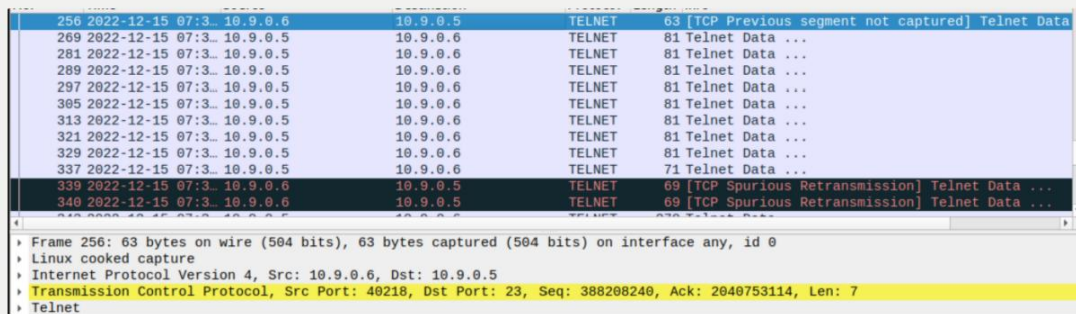 256 2022-12-15 07:3… 10.9.0.6 10.9.0.5 TELNET 63 [TCP Previous segment not captured] Telnet Data
269 2022-12-15 07:3… 10.9.0.5 10.9.0.6 TELNET 81 Telnet Data ...
281 2022-12-15 07:3… 10.9.0.5 10.9.0.6 TELNET 81 Telnet Data ...
289 2022-12-15 07:3… 10.9.0.5 10.9.0.6 TELNET 81 Telnet Data ...
297 2022-12-15 07:3… 10.9.0.5 10.9.0.6 TELNET 81 Telnet Data ...
305 2022-12-15 07:3… 10.9.0.5 10.9.0.6 TELNET 81 Telnet Data ...
313 2022-12-15 07:3… 10.9.0.5 10.9.0.6 TELNET 81 Telnet Data ...
321 2022-12-15 07:3… 10.9.0.5 10.9.0.6 TELNET 81 Telnet Data ...
329 2022-12-15 07:3… 10.9.0.5 10.9.0.6 TELNET 81 Telnet Data ...
337 2022-12-15 07:3… 10.9.0.5 10.9.0.6 TELNET 71 Telnet Data ...
339 2022-12-15 07:3… 10.9.0.6 10.9.0.5 TELNET 69 [TCP Spurious Retransmission] Telnet Data ...
340 2022-12-15 07:3… 10.9.0.6 10.9.0.5 TELNET 69 [TCP Spurious Retransmission] Telnet Data ...
Frame 256: 63 bytes on wire (504 bits), 63 bytes captured (504 bits) on interface any, id 0
Linux cooked capture
Internet Protocol Version 4, Src: 10.9.0.6, Dst: 10.9.0.5
Transmission Control Protocol, Src Port: 40218, Dst Port: 23, Seq: 388208240, Ack: 2040753114, Len: 7
Telnet